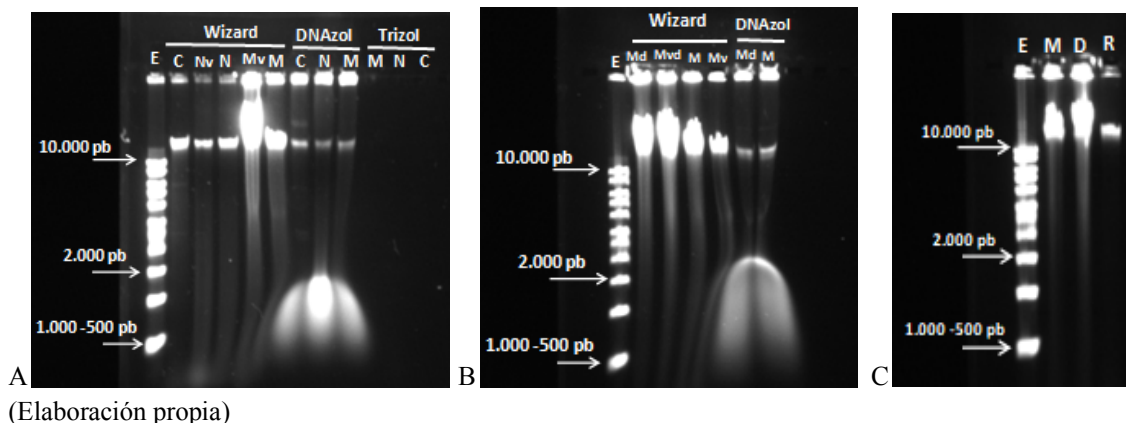 Wizard DNAzol Trizol
E C Nv N Mv M C N M M N C
10.000 pb
2.000 pb
1.000 -500 pb
A
Wizard DNAzol
E Md Mvd M Mv Md M
10.000 pb
2.000 pb
1.000 -500 pb
B
E M D R
10.000 pb
2.000 pb
1.000 -500 pb
C
(Elaboración propia)